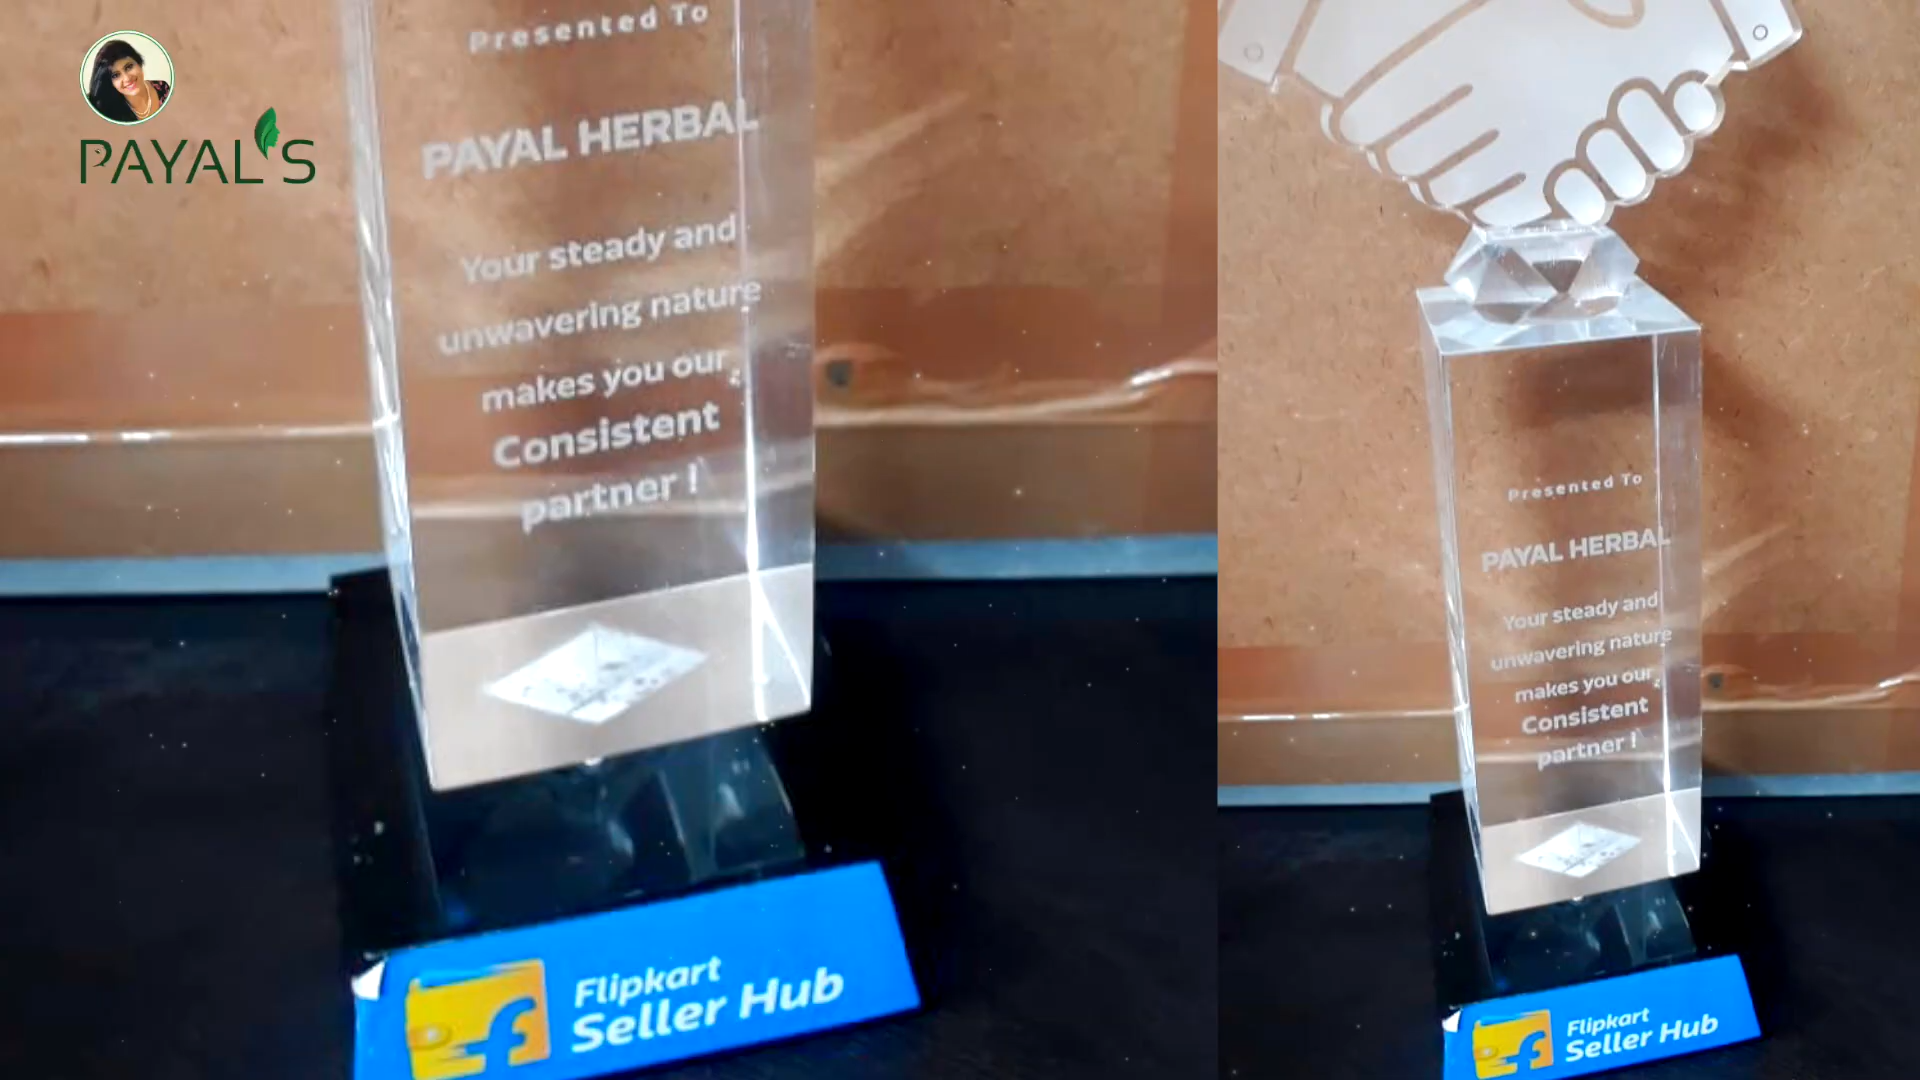 PAYAL'S
Presented To
PAYAL HERBAL
Your steady and
unwavering nature
makes you our
Consistent
partner !
Flipkart
Seller Hub
Presented To
PAYAL HERBAL
Your steady and
unwavering nature
makes you our
Consistent
partner !
Flipkart
Seller Hub